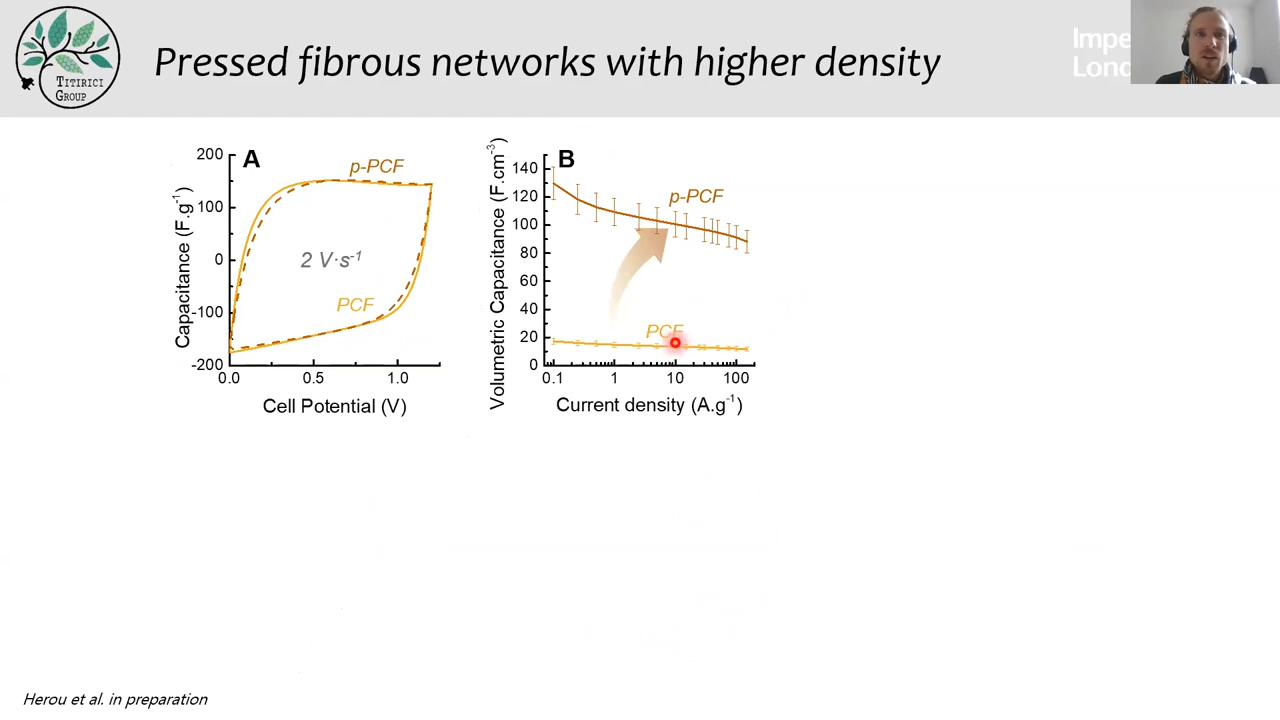 TITIRICI
GROUP
Pressed fibrous networks with higher density
Impe
Lond
A
p-PCF
2 V·s⁻¹
PCF
200
100
0
-100
-200
0.0
0.5
1.0
Capacitance (F.g⁻¹)
Cell Potential (V)
B
p-PCF
PCF
140
120
100
80
60
40
20
0
0.1
1
10
100
Volumetric Capacitance (F.cm⁻³)
Current density (A.g⁻¹)
Herou et al. in preparation